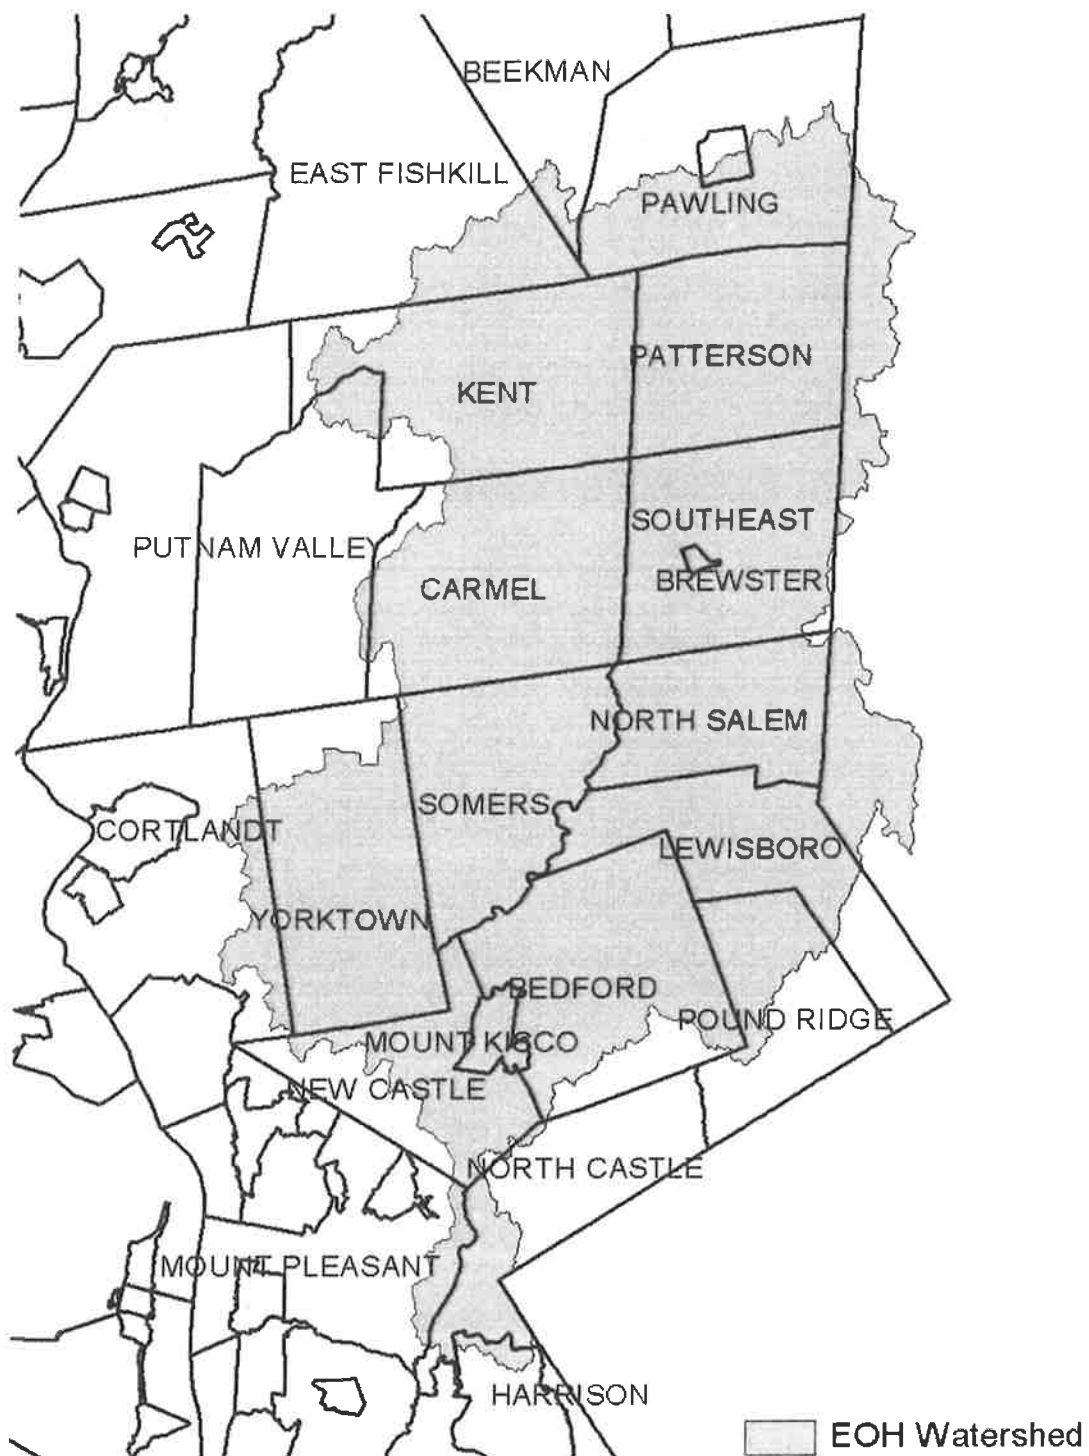 BEEKMAN
EAST FISHKILL
PAWLING
PATTERSON
KENT
SOUTHEAST
PUTNAM VALLEY
BREWSTER
CARMEL
NORTH SALEM
SOMERS
CORTLANDT
LEWISBORO
YORKTOWN
BEDFORD
POUND RIDGE
MOUNT KISCO
NEW CASTLE
NORTH CASTLE
MOUNT PLEASANT
HARRISON
EOH Watershed